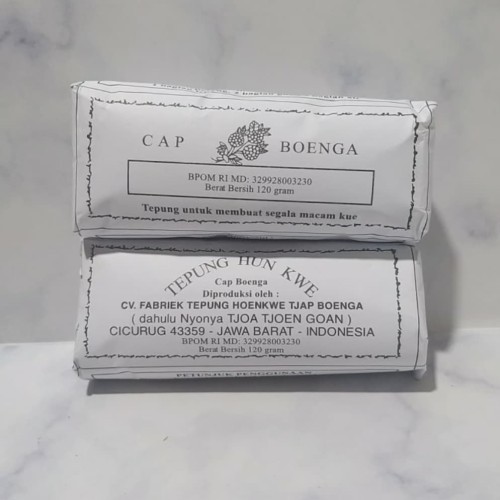 CAP BOENGA
BPOM RI MD: 329928003230
Berat Bersih 120 gram
Tepung untuk membuat segala macam kue
TEPUNG HUN KWE
Cap Boenga
Diproduksi oleh :
CV. FABRIEK TEPUNG HOENKWE TJAP BOENGA
( dahulu Nyonya TJOA TJOEN GOAN )
CICURUG 43359 - JAWA BARAT - INDONESIA
BPOM RI MD: 329928003230
Berat Bersih 120 gram
PETUNJUK PENGGUNAAN